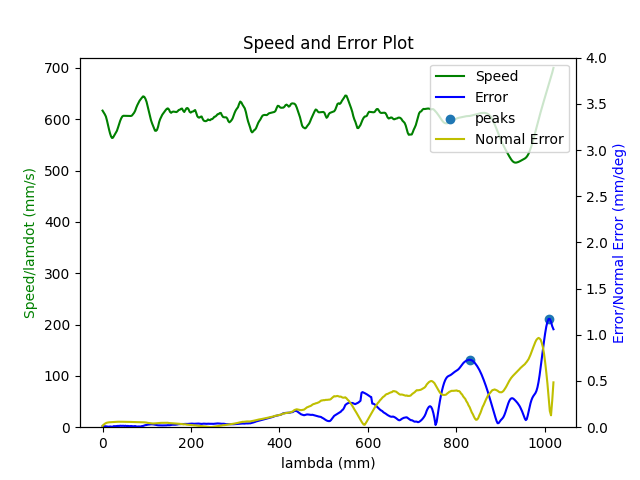 Speed and Error Plot
700
600
500
400
300
200
100
0
Speed/lamdot (mm/s)
0
200
400
600
800
1000
lambda (mm)
4.0
3.5
3.0
2.5
2.0
1.5
1.0
0.5
0.0
Error/Normal Error (mm/deg)
Speed
Error
peaks
Normal Error